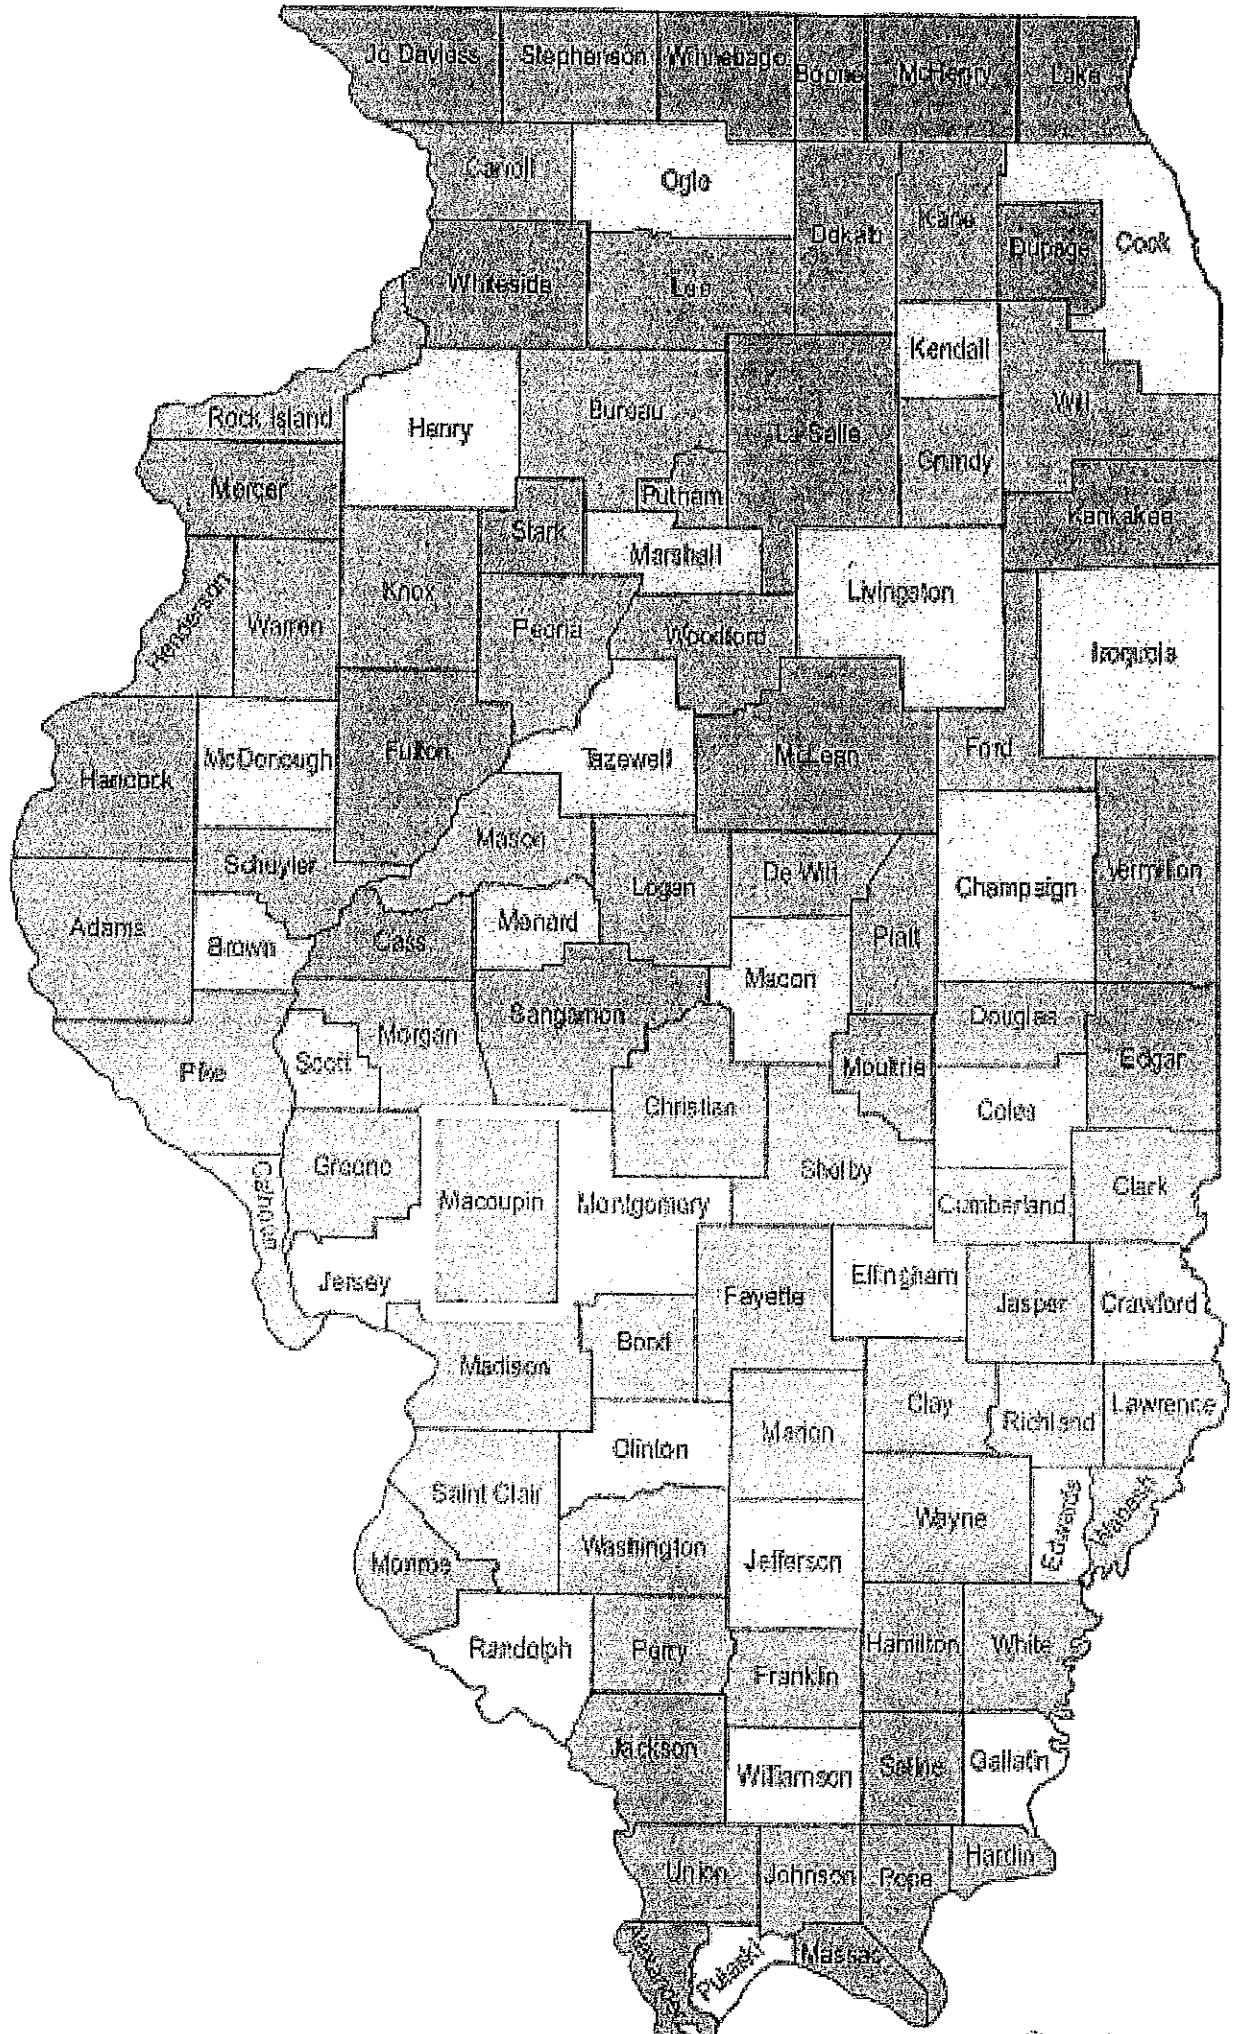 Jo Daviess
Stephenson
Winnebago
Boone
McHenry
Lake
Carroll
Ogle
Dekalb
Kane
Dupage
Cook
Whiteside
Lee
Kendall
Will
Rock Island
Henry
Bureau
La Salle
Grundy
Mercer
Putnam
Kankakee
Stark
Marshall
Henderson
Warren
Knox
Peoria
Woodford
Livingston
Iroquois
Hancock
McDonough
Fulton
Tazewell
McLean
Ford
Schuyler
Mason
Logan
De Witt
Champaign
Vermilion
Adams
Brown
Cass
Menard
Piatt
Macon
Sangamon
Morgan
Douglas
Pike
Scott
Moultrie
Edgar
Christian
Coles
Calhoun
Greene
Macoupin
Montgomery
Shelby
Cumberland
Clark
Jersey
Fayette
Effingham
Jasper
Crawford
Bond
Madison
Clay
Richland
Lawrence
Marion
Clinton
Saint Clair
Wayne
Edwards
Wabash
Washington
Jefferson
Monroe
Randolph
Perry
Franklin
Hamilton
White
Jackson
Williamson
Saline
Gallatin
Union
Johnson
Pope
Hardin
Alexander
Pulaski
Massac